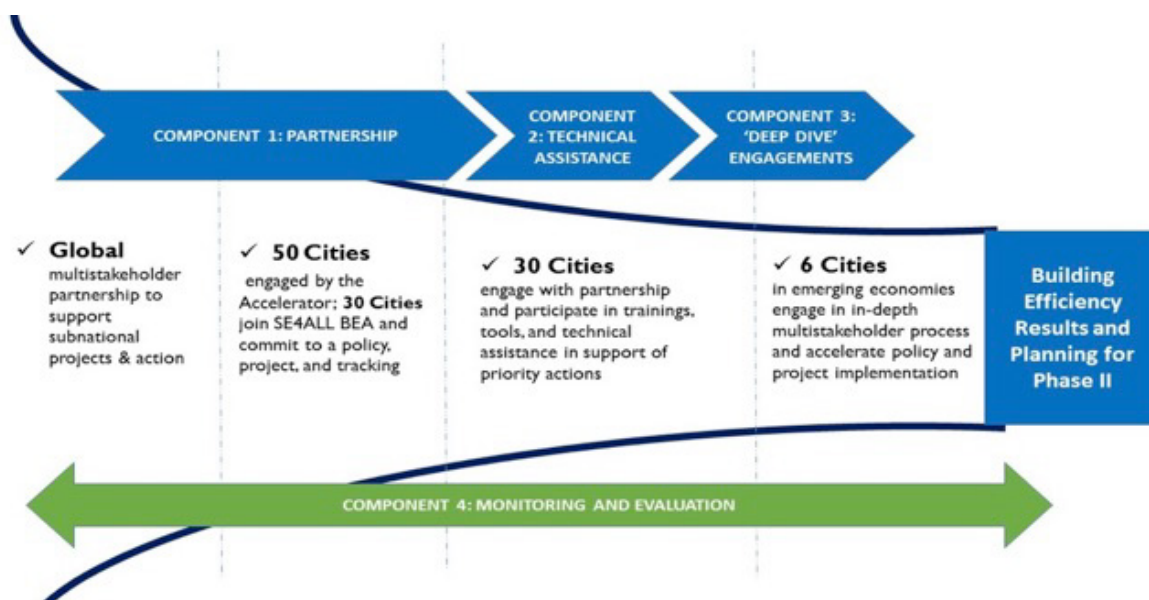 COMPONENT 1: PARTNERSHIP
COMPONENT
2: TECHNICAL
ASSISTANCE
COMPONENT 3:
'DEEP DIVE'
ENGAGEMENTS
✓ Global
multistakeholder
partnership to
support
subnational
projects & action
✓ 50 Cities
engaged by the
Accelerator; 30 Cities
join SE4ALL BEA and
commit to a policy,
project, and tracking
✓ 30 Cities
engage with partnership
and participate in trainings,
tools, and technical
assistance in support of
priority actions
✓ 6 Cities
in emerging economies
engage in in-depth
multistakeholder process
and accelerate policy and
project implementation
Building
Efficiency
Results and
Planning for
Phase II
COMPONENT 4: MONITORING AND EVALUATION